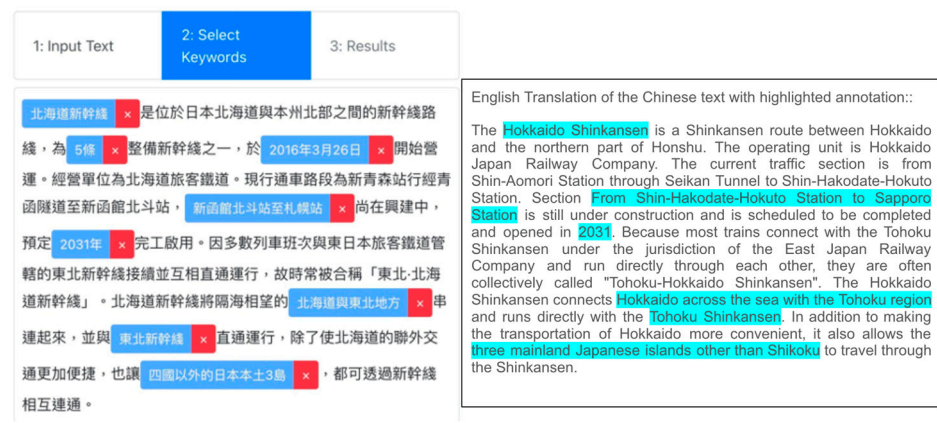 1: Input Text
2: Select
Keywords
3: Results
北海道新幹綫 × 是位於日本北海道與本州北部之間的新幹綫路
綫，為 5條 × 整備新幹綫之一，於 2016年3月26日 × 開始營
運。經營單位為北海道旅客鐵道。現行通車路段為新青森站行經青
函隧道至新函館北斗站， 新函館北斗站至札幌站 × 尚在興建中，
預定 2031年 × 完工啟用。因多數列車班次與東日本旅客鐵道管
轄的東北新幹綫接續並互相直通運行，故時常被合稱「東北·北海
道新幹綫」。北海道新幹綫將隔海相望的 北海道與東北地方 × 串
連起來，並與 東北新幹綫 × 直通運行，除了使北海道的聯外交
通更加便捷，也讓 四國以外的日本本土3島 × ，都可透過新幹綫
相互連通。
English Translation of the Chinese text with highlighted annotation::
The Hokkaido Shinkansen is a Shinkansen route between Hokkaido
and the northern part of Honshu. The operating unit is Hokkaido
Japan Railway Company. The current traffic section is from
Shin-Aomori Station through Seikan Tunnel to Shin-Hakodate-Hokuto
Station. Section From Shin-Hakodate-Hokuto Station to Sapporo
Station is still under construction and is scheduled to be completed
and opened in 2031. Because most trains connect with the Tohoku
Shinkansen under the jurisdiction of the East Japan Railway
Company and run directly through each other, they are often
collectively called "Tohoku-Hokkaido Shinkansen". The Hokkaido
Shinkansen connects Hokkaido across the sea with the Tohoku region
and runs directly with the Tohoku Shinkansen. In addition to making
the transportation of Hokkaido more convenient, it also allows the
three mainland Japanese islands other than Shikoku to travel through
the Shinkansen.